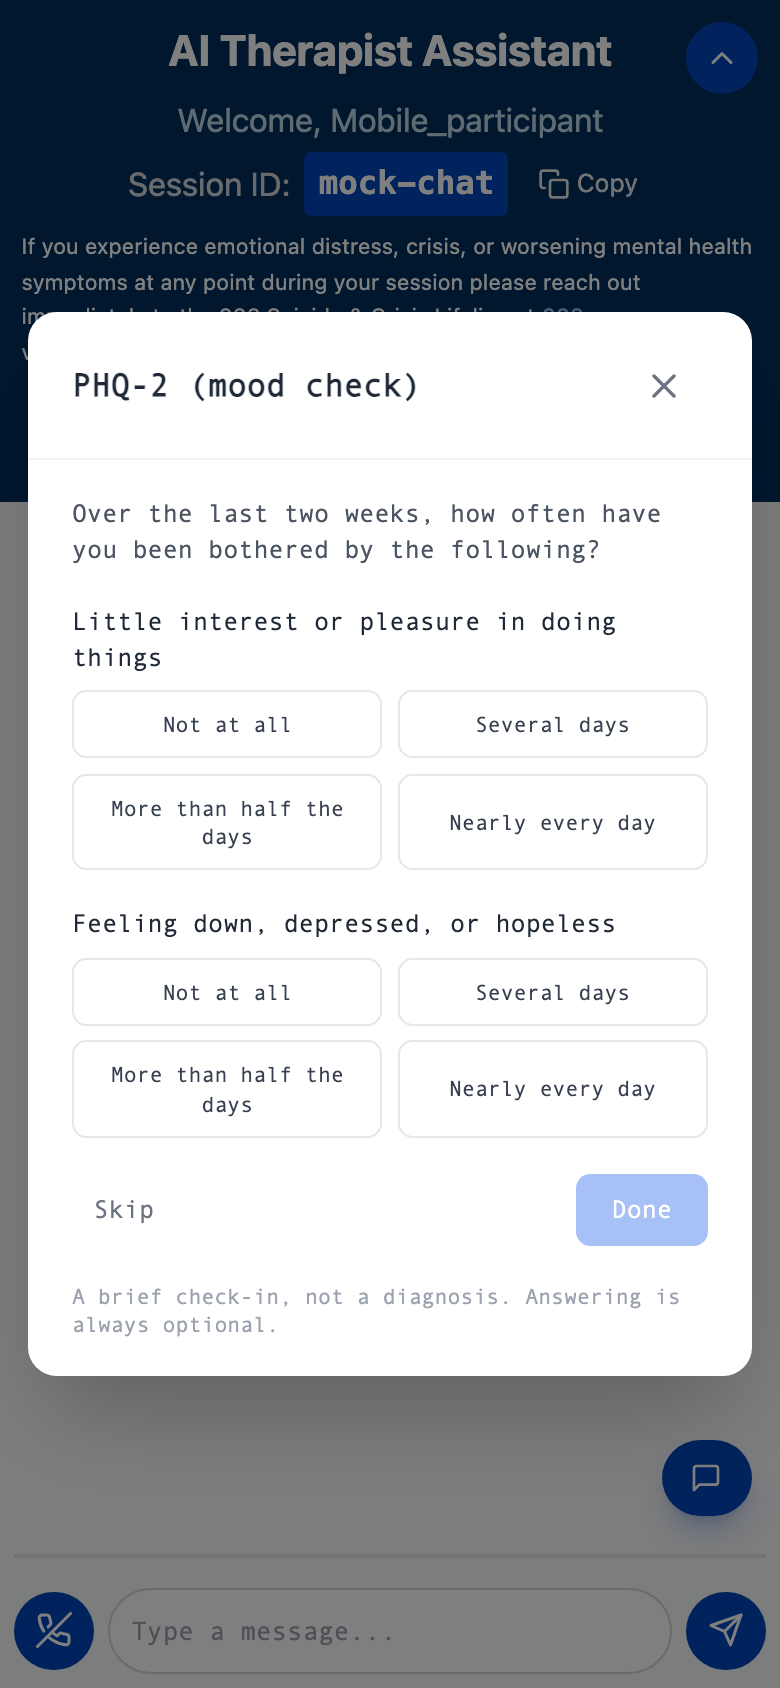 AI Therapist Assistant
Welcome, Mobile_participant
Session ID: mock-chat Copy
If you experience emotional distress, crisis, or worsening mental health
symptoms at any point during your session please reach out
PHQ-2 (mood check)
Over the last two weeks, how often have
you been bothered by the following?
Little interest or pleasure in doing
things
Not at all
Several days
More than half the
days
Nearly every day
Feeling down, depressed, or hopeless
Not at all
Several days
More than half the
days
Nearly every day
Skip
Done
A brief check-in, not a diagnosis. Answering is
always optional.
Type a message...